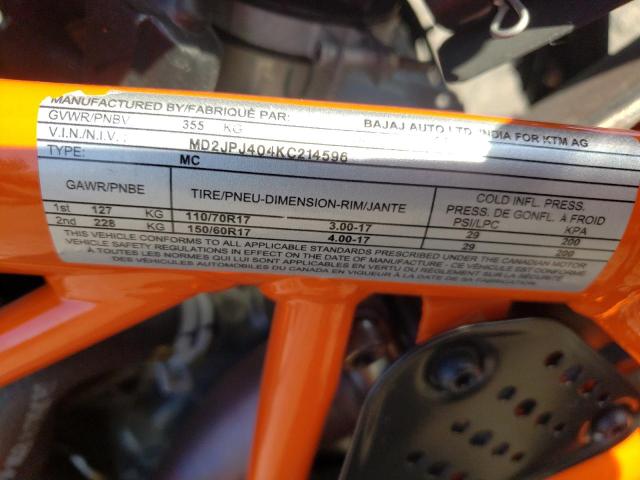 MANUFACTURED BY/FABRIQUÉ PAR: BAJAJ AUTO LTD, INDIA FOR KTM AG
GVWR/PNBV 355 KG
V.I.N./N.I.V.: MD2JPJ404KC214596
TYPE: MC
GAWR/PNBE TIRE/PNEU-DIMENSION-RIM/JANTE COLD INFL. PRESS.
PRESS. DE GONFL. À FROID
PSI/LPC KPA
1st 127 KG 110/70R17 3.00-17 29 200
2nd 228 KG 150/60R17 4.00-17 29 200
THIS VEHICLE CONFORMS TO ALL APPLICABLE STANDARDS PRESCRIBED UNDER THE CANADIAN MOTOR
VEHICLE SAFETY REGULATIONS IN EFFECT ON THE DATE OF MANUFACTURE - CE VÉHICULE EST CONFORME
À TOUTES LES NORMES QUI LUI SONT APPLICABLES EN VERTU DU RÉGLEMENT SUR LA SÉCURITÉ
DES VÉHICULES AUTOMOBILES DU CANADA EN VIGUEUR À LA DATE DE SA FABRICATION